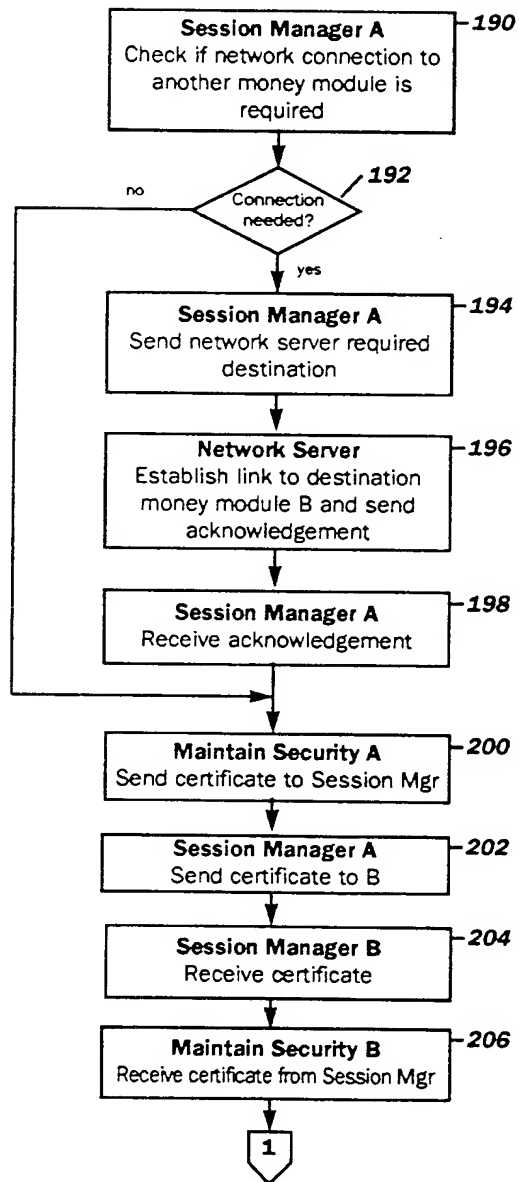 Session Manager A
190
Check if network connection to
another money module is
required
192
no
Connection
needed?
yes
Session Manager A
194
Send network server required
destination
Network Server
196
Establish link to destination
money module B and send
acknowledgement
Session Manager A
198
Receive acknowledgement
Maintain Security A
200
Send certificate to Session Mgr
Session Manager A
202
Send certificate to B
Session Manager B
204
Receive certificate
Maintain Security B
206
Receive certificate from Session Mgr
1